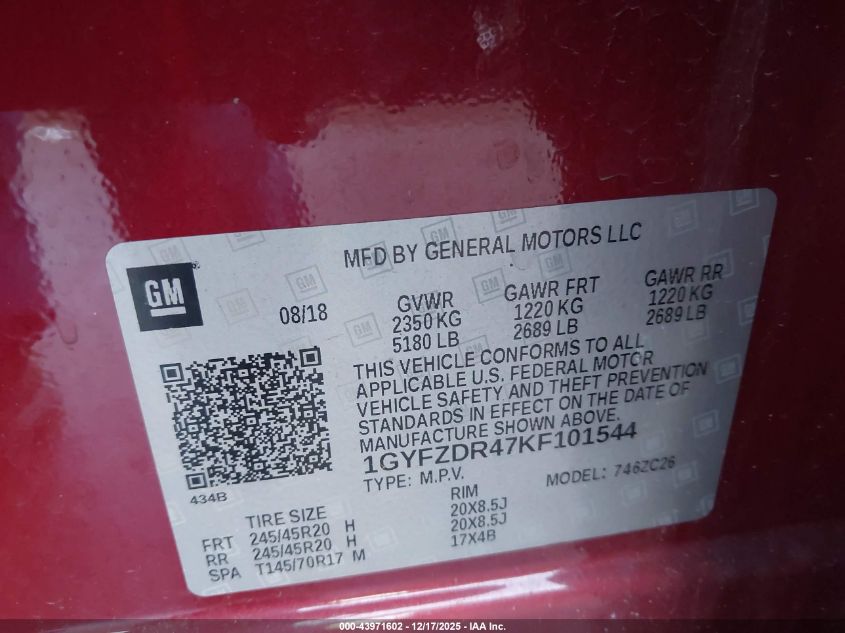 GM
MFD BY GENERAL MOTORS LLC
08/18
GVWR
2350 KG
5180 LB
GAWR FRT
1220 KG
2689 LB
GAWR RR
1220 KG
2689 LB
THIS VEHICLE CONFORMS TO ALL
APPLICABLE U.S. FEDERAL MOTOR
VEHICLE SAFETY AND THEFT PREVENTION
STANDARDS IN EFFECT ON THE DATE OF
MANUFACTURE SHOWN ABOVE.
1GYFZDR47KF101544
TYPE: M.P.V. MODEL: 746ZC26
434B
TIRE SIZE RIM
FRT 245/45R20 H 20X8.5J
RR 245/45R20 H 20X8.5J
SPA T145/70R17 M 17X4B
000-43971602 - 12/17/2025 - IAA Inc.